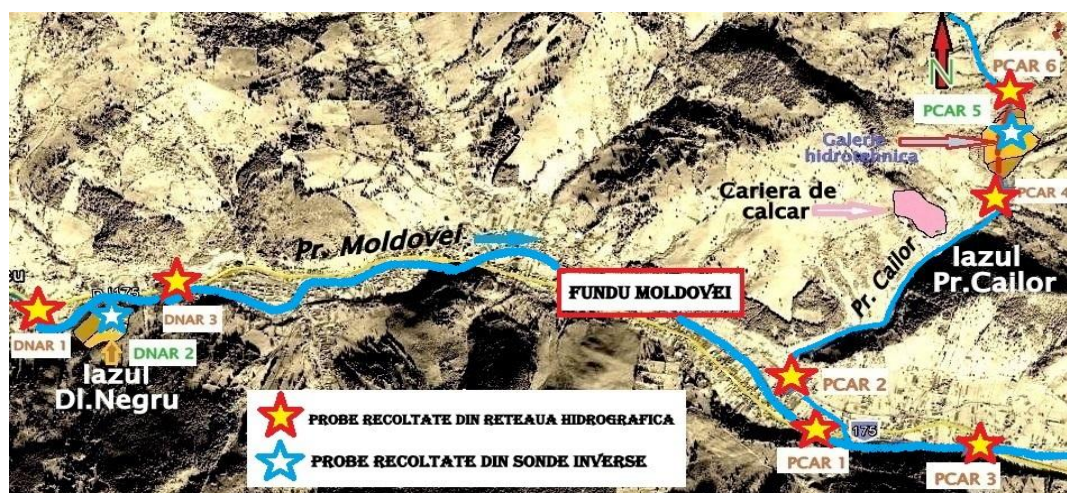 N
PCAR 6
PCAR 5
Galerie
hidrotehnica
PCAR 4
Cariera de
calcar
Pr. Moldovei
Pr. Cailor
Iazul
Pr.Cailor
FUNDU MOLDOVEI
DNAR 3
DNAR 1
DNAR 2
Iazul
Dl.Negru
PCAR 2
175
PCAR 1
PCAR 3
PROBE RECOLTATE DIN RETEAUA HIDROGRAFICA
PROBE RECOLTATE DIN SONDE INVERSE